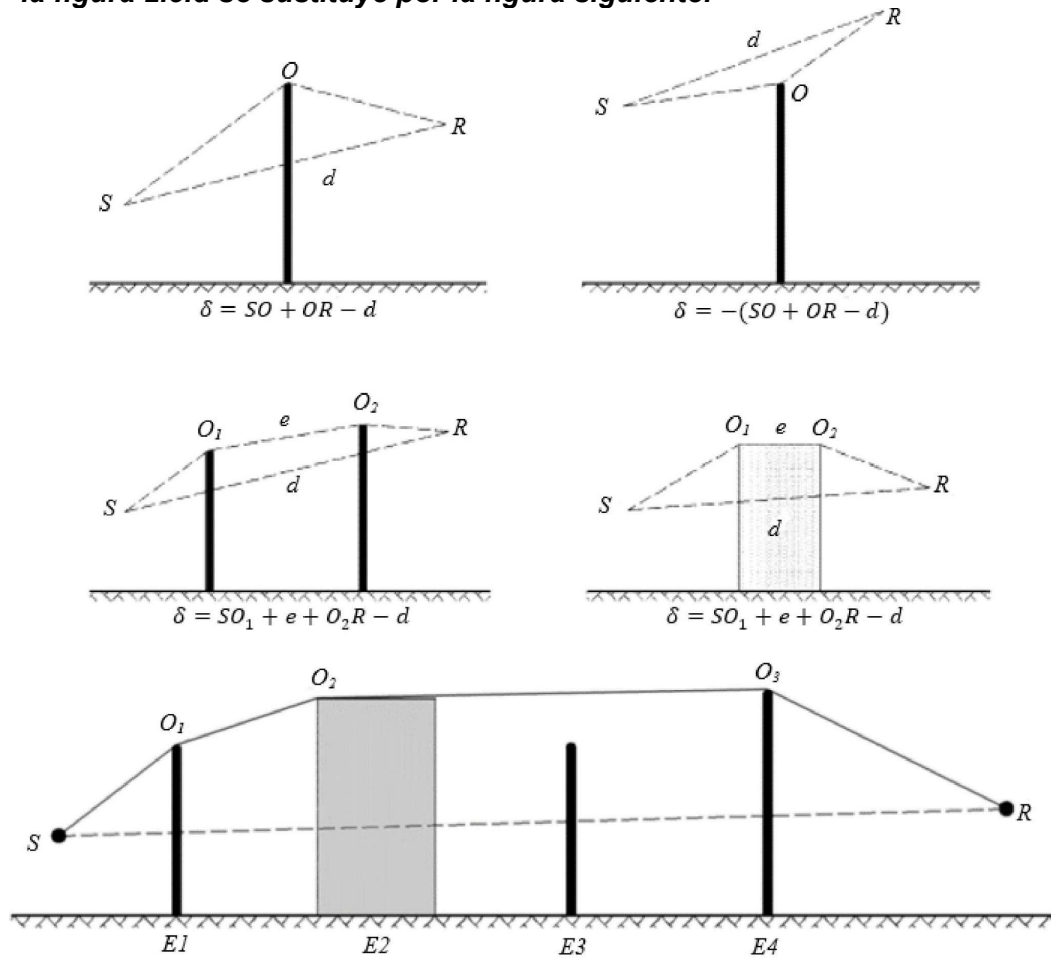 la figura 2.5.d se sustituye por la figura siguiente:
O
S
R
d
δ = SO + OR − d
d
R
S
O
δ = −(SO + OR − d)
O₁
e
O₂
R
S
d
δ = SO₁ + e + O₂R − d
O₁
e
O₂
S
R
d
δ = SO₁ + e + O₂R − d
O₁
O₂
O₃
S
R
E1
E2
E3
E4